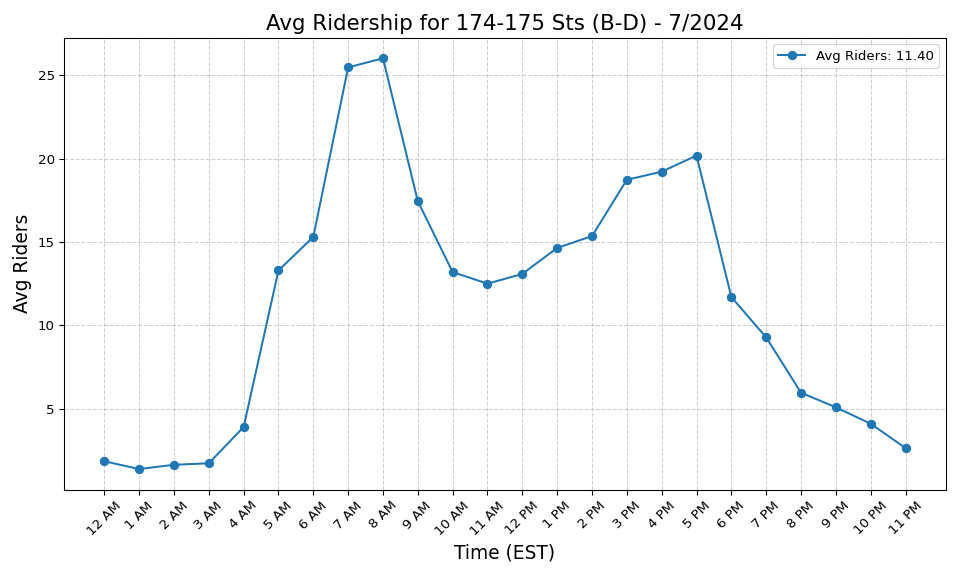 Avg Ridership for 174-175 Sts (B-D) - 7/2024
Avg Riders: 11.40
Avg Riders
25
20
15
10
5
12 AM
1 AM
2 AM
3 AM
4 AM
5 AM
6 AM
7 AM
8 AM
9 AM
10 AM
11 AM
12 PM
1 PM
2 PM
3 PM
4 PM
5 PM
6 PM
7 PM
8 PM
9 PM
10 PM
11 PM
Time (EST)